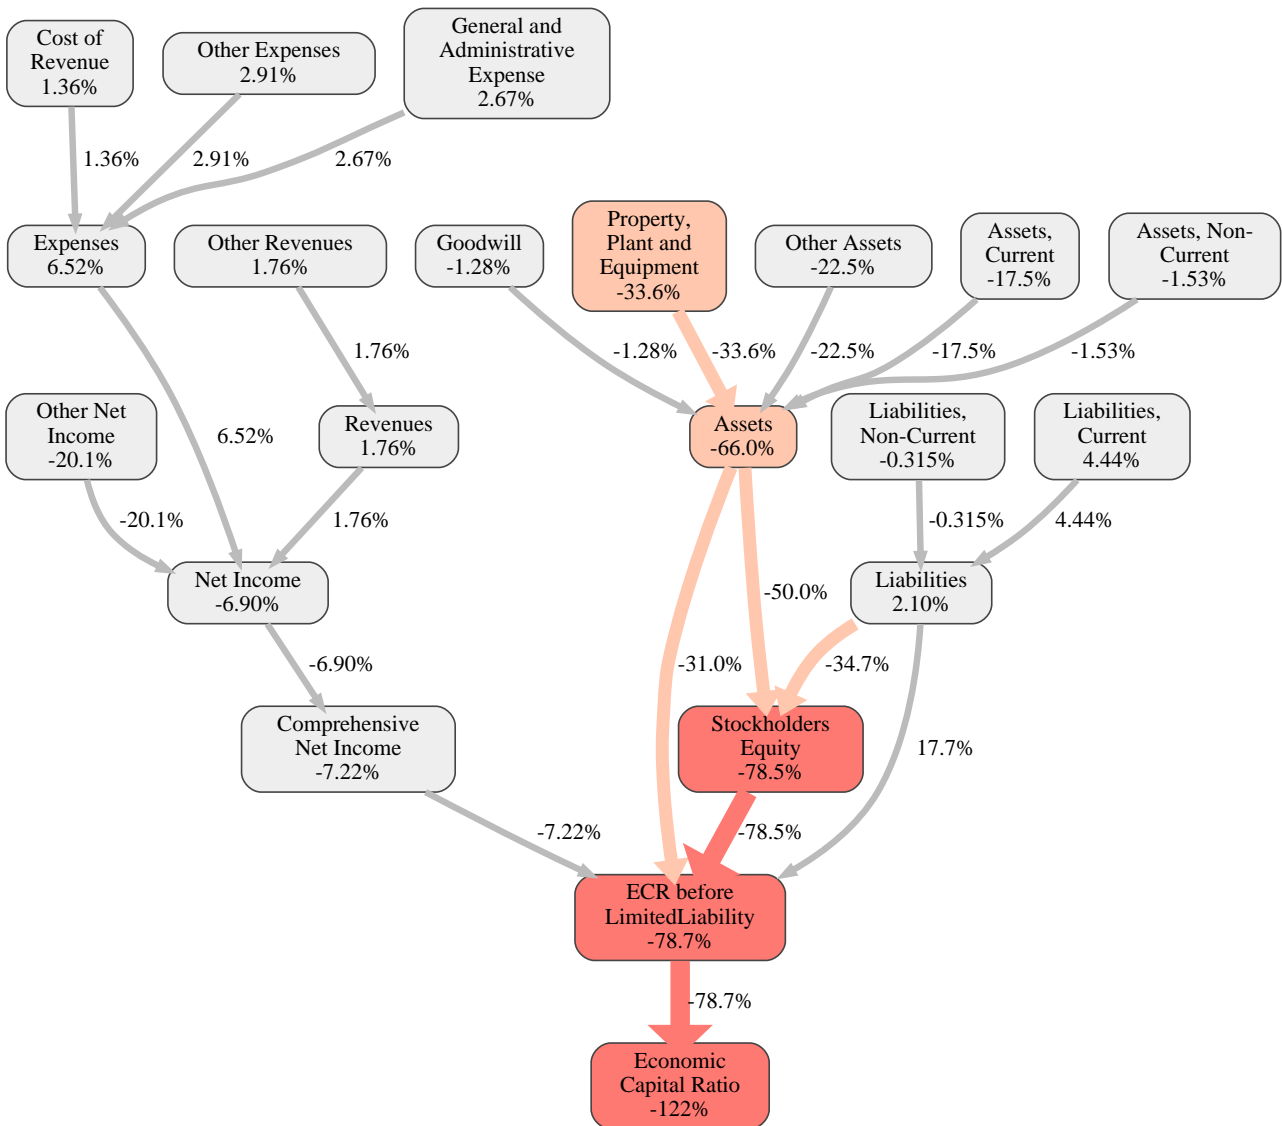 Cost of
Revenue
1.36%
Other Expenses
2.91%
General and
Administrative
Expense
2.67%
1.36%
2.91%
2.67%
Expenses
6.52%
Other Revenues
1.76%
Goodwill
-1.28%
Property,
Plant and
Equipment
-33.6%
Other Assets
-22.5%
Assets,
Current
-17.5%
Assets, Non-
Current
-1.53%
1.76%
-1.28%
-33.6%
-22.5%
-17.5%
-1.53%
Other Net
Income
-20.1%
6.52%
Revenues
1.76%
Assets
-66.0%
Liabilities,
Non-Current
-0.315%
Liabilities,
Current
4.44%
-20.1%
1.76%
-0.315%
4.44%
Net Income
-6.90%
-50.0%
Liabilities
2.10%
-6.90%
-31.0%
-34.7%
Comprehensive
Net Income
-7.22%
Stockholders
Equity
-78.5%
17.7%
-7.22%
-78.5%
ECR before
LimitedLiability
-78.7%
-78.7%
Economic
Capital Ratio
-122%